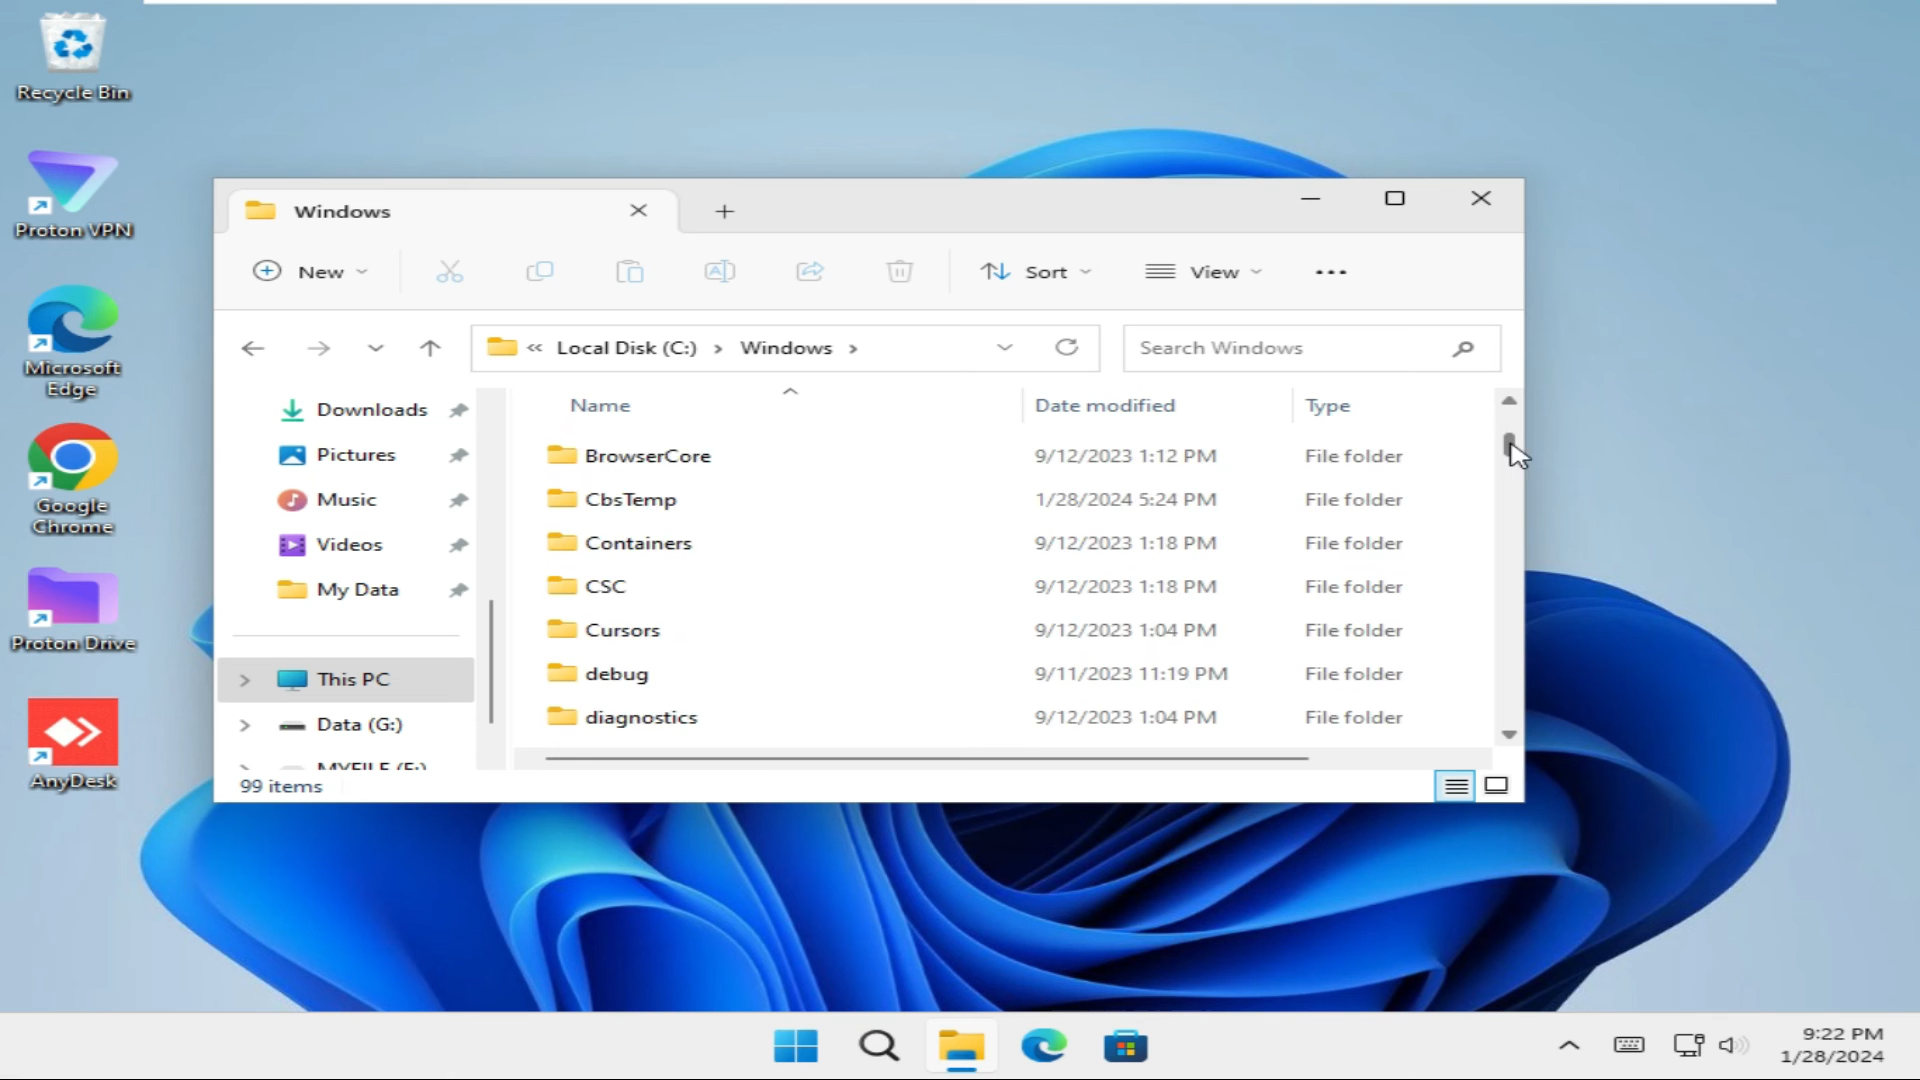 Recycle Bin
Proton VPN
Microsoft
Edge
Google
Chrome
Proton Drive
AnyDesk
Windows
New
Sort
View
Local Disk (C:) › Windows ›
Search Windows
Downloads
Pictures
Music
Videos
My Data
This PC
Data (G:)
Name Date modified Type
BrowserCore 9/12/2023 1:12 PM File folder
CbsTemp 1/28/2024 5:24 PM File folder
Containers 9/12/2023 1:18 PM File folder
CSC 9/12/2023 1:18 PM File folder
Cursors 9/12/2023 1:04 PM File folder
debug 9/11/2023 11:19 PM File folder
diagnostics 9/12/2023 1:04 PM File folder
99 items
9:22 PM
1/28/2024